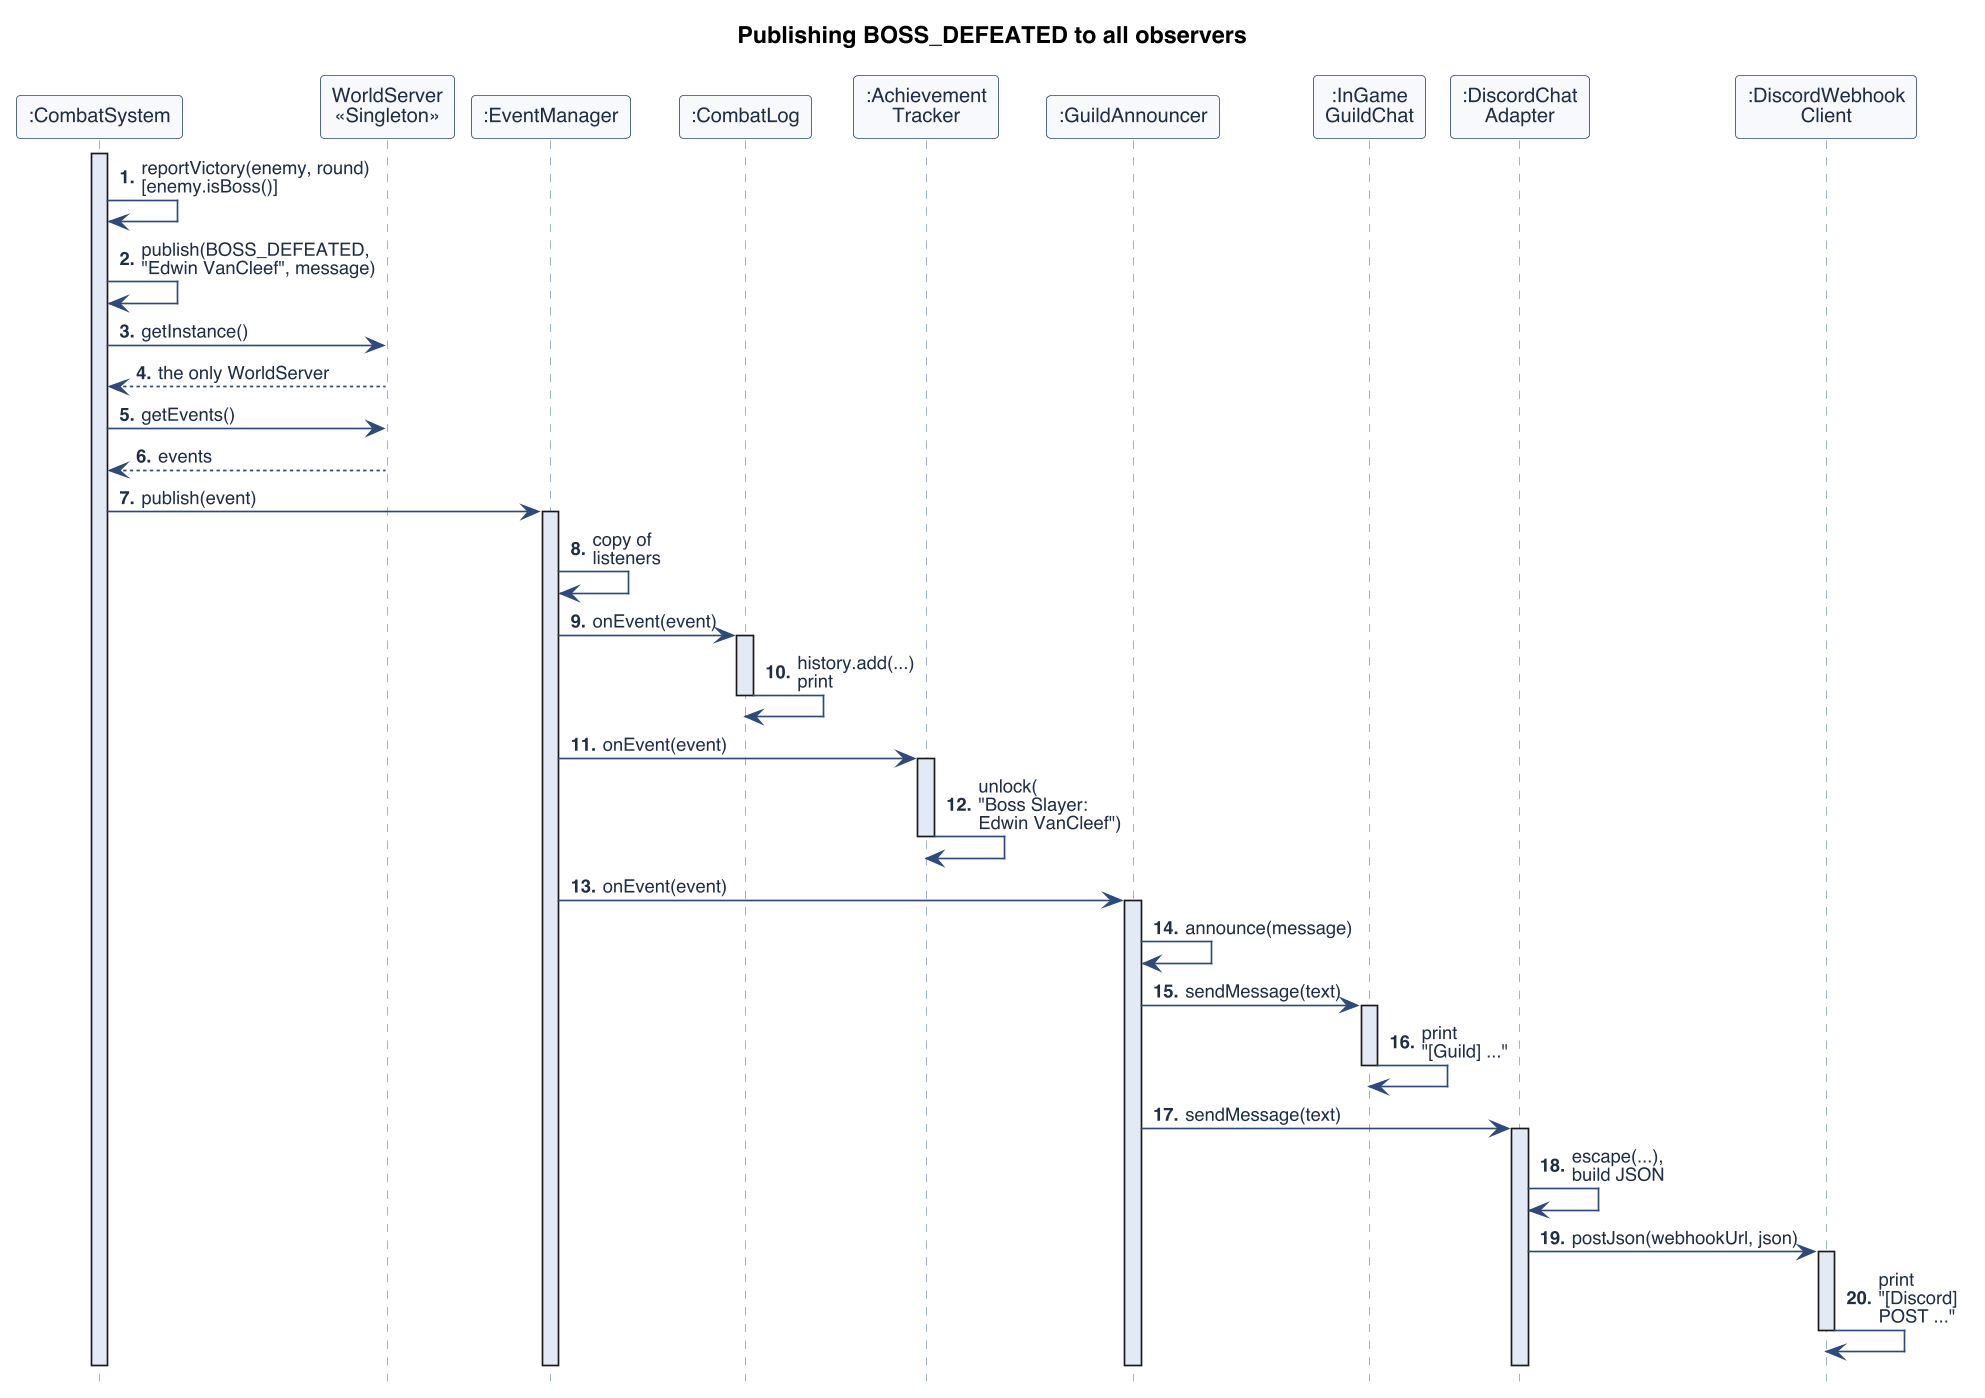 Publishing BOSS_DEFEATED to all observers
:CombatSystem
WorldServer
«Singleton»
:EventManager
:CombatLog
:Achievement
Tracker
:GuildAnnouncer
:InGame
GuildChat
:DiscordChat
Adapter
:DiscordWebhook
Client
1. reportVictory(enemy, round)
[enemy.isBoss()]
2. publish(BOSS_DEFEATED,
"Edwin VanCleef", message)
3. getInstance()
4. the only WorldServer
5. getEvents()
6. events
7. publish(event)
8. copy of
listeners
9. onEvent(event)
10. history.add(...)
print
11. onEvent(event)
12. unlock(
"Boss Slayer:
Edwin VanCleef")
13. onEvent(event)
14. announce(message)
15. sendMessage(text)
16. print
"[Guild] ..."
17. sendMessage(text)
18. escape(...),
build JSON
19. postJson(webhookUrl, json)
20. print
"[Discord]
POST ..."